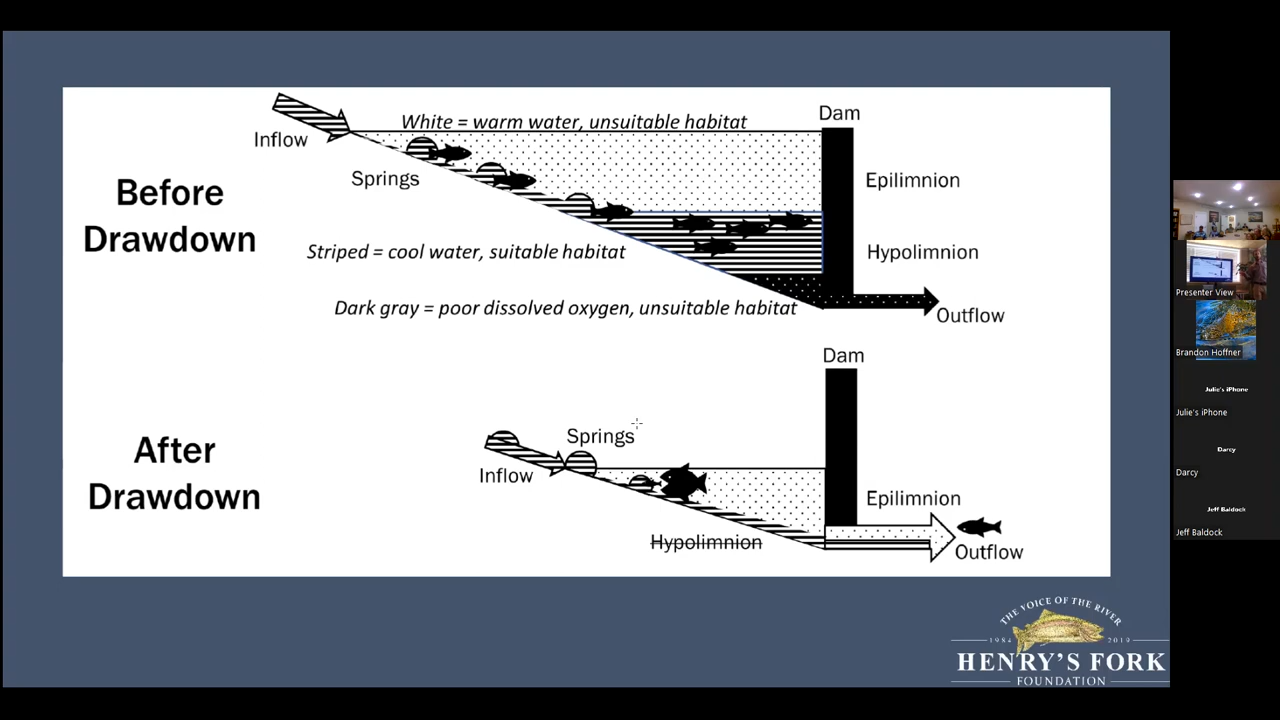 White = warm water, unsuitable habitat
Dam
Inflow
Springs
Epilimnion
Before
Drawdown
Striped = cool water, suitable habitat
Hypolimnion
Dark gray = poor dissolved oxygen, unsuitable habitat
Outflow
Dam
After
Drawdown
Springs
Inflow
Epilimnion
Hypolimnion
Outflow
THE VOICE OF THE RIVER
1984 2019
HENRY'S FORK
FOUNDATION
Presenter View
Brandon Hoffner
Julie's iPhone
Julie's iPhone
Darcy
Darcy
Jeff Baldock
Jeff Baldock